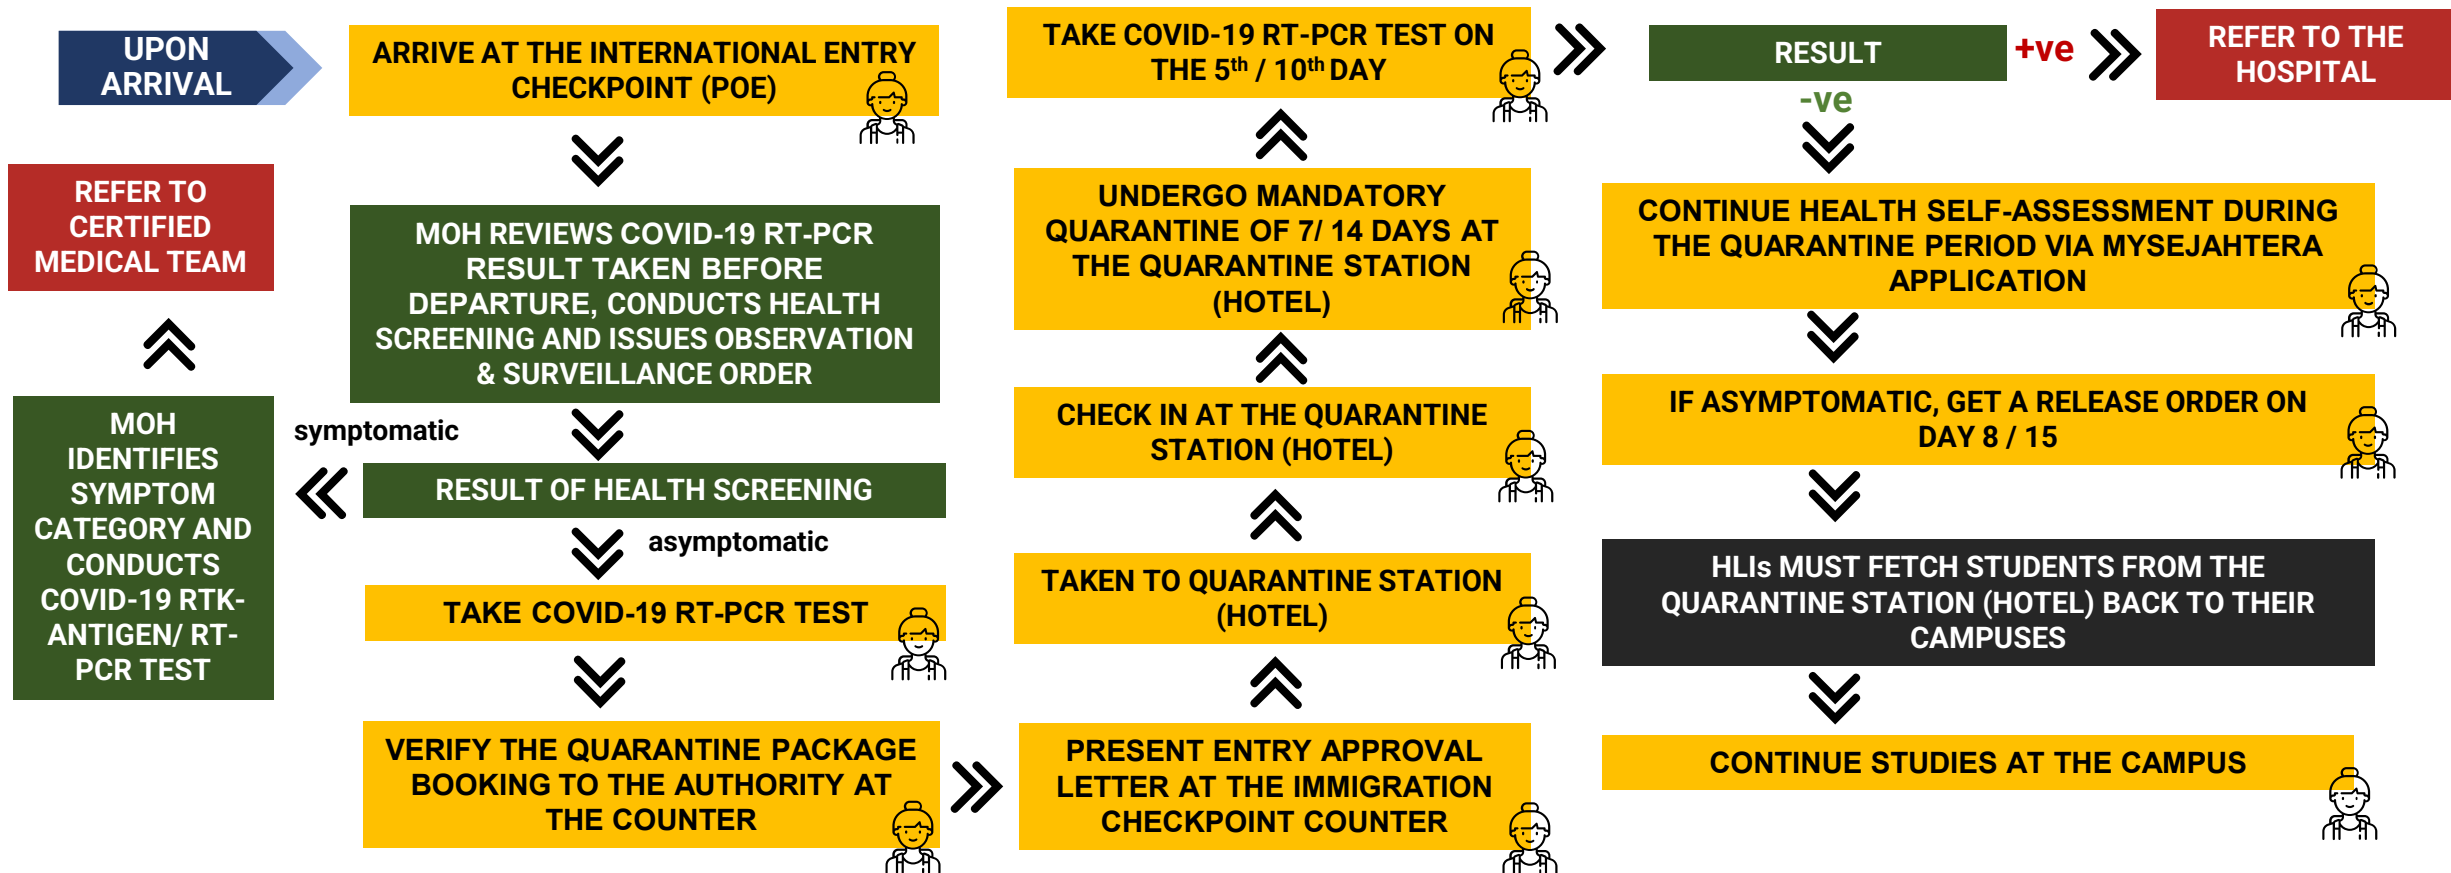 UPON
ARRIVAL
ARRIVE AT THE INTERNATIONAL ENTRY
CHECKPOINT (POE)
MOH REVIEWS COVID-19 RT-PCR
RESULT TAKEN BEFORE
DEPARTURE, CONDUCTS HEALTH
SCREENING AND ISSUES OBSERVATION
& SURVEILLANCE ORDER
RESULT OF HEALTH SCREENING
symptomatic
MOH
IDENTIFIES
SYMPTOM
CATEGORY AND
CONDUCTS
COVID-19 RTK-
ANTIGEN/ RT-
PCR TEST
REFER TO
CERTIFIED
MEDICAL TEAM
asymptomatic
TAKE COVID-19 RT-PCR TEST
VERIFY THE QUARANTINE PACKAGE
BOOKING TO THE AUTHORITY AT
THE COUNTER
PRESENT ENTRY APPROVAL
LETTER AT THE IMMIGRATION
CHECKPOINT COUNTER
TAKEN TO QUARANTINE STATION
(HOTEL)
CHECK IN AT THE QUARANTINE
STATION (HOTEL)
UNDERGO MANDATORY
QUARANTINE OF 7/ 14 DAYS AT
THE QUARANTINE STATION
(HOTEL)
TAKE COVID-19 RT-PCR TEST ON
THE 5th / 10th DAY
RESULT
+ve
REFER TO THE
HOSPITAL
-ve
CONTINUE HEALTH SELF-ASSESSMENT DURING
THE QUARANTINE PERIOD VIA MYSEJAHTERA
APPLICATION
IF ASYMPTOMATIC, GET A RELEASE ORDER ON
DAY 8 / 15
HLIs MUST FETCH STUDENTS FROM THE
QUARANTINE STATION (HOTEL) BACK TO THEIR
CAMPUSES
CONTINUE STUDIES AT THE CAMPUS